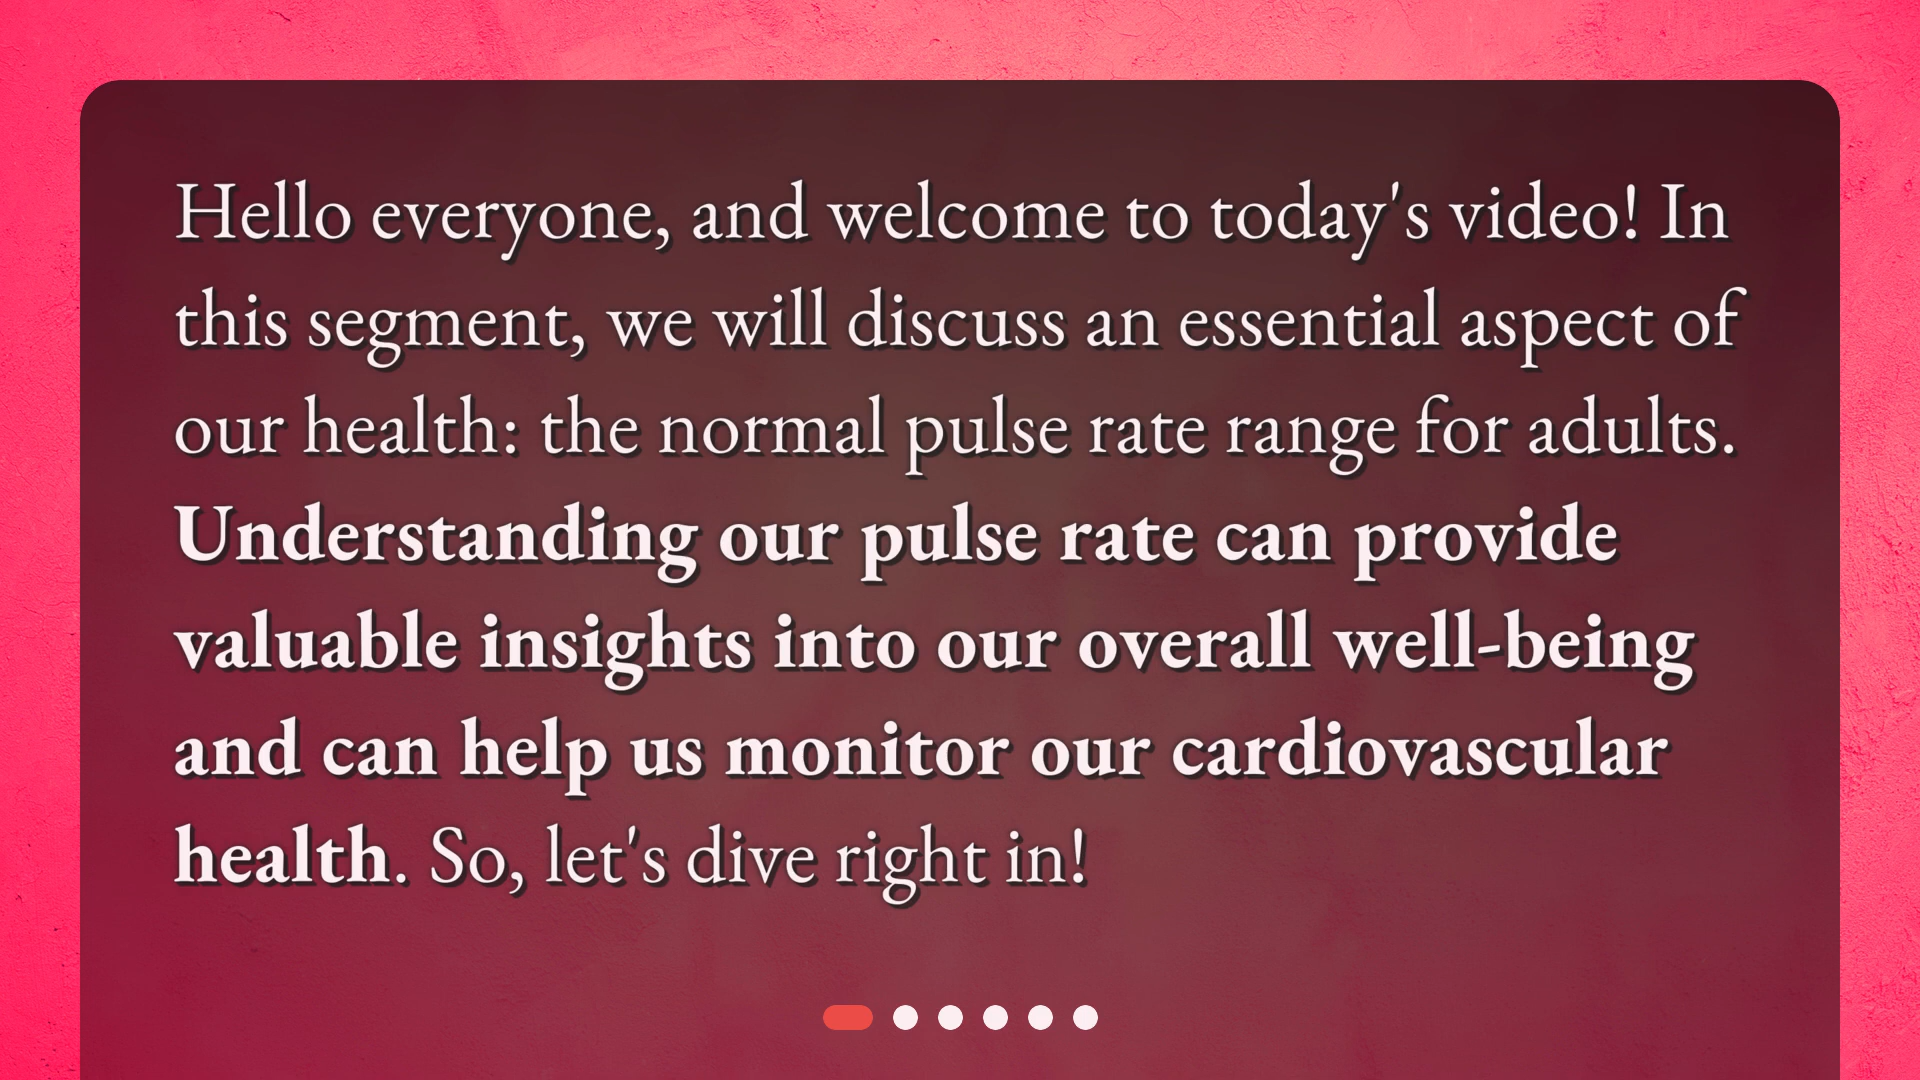 Hello everyone, and welcome to today's video! In
this segment, we will discuss an essential aspect of
our health: the normal pulse rate range for adults.
Understanding our pulse rate can provide
valuable insights into our overall well-being
and can help us monitor our cardiovascular
health. So, let's dive right in!